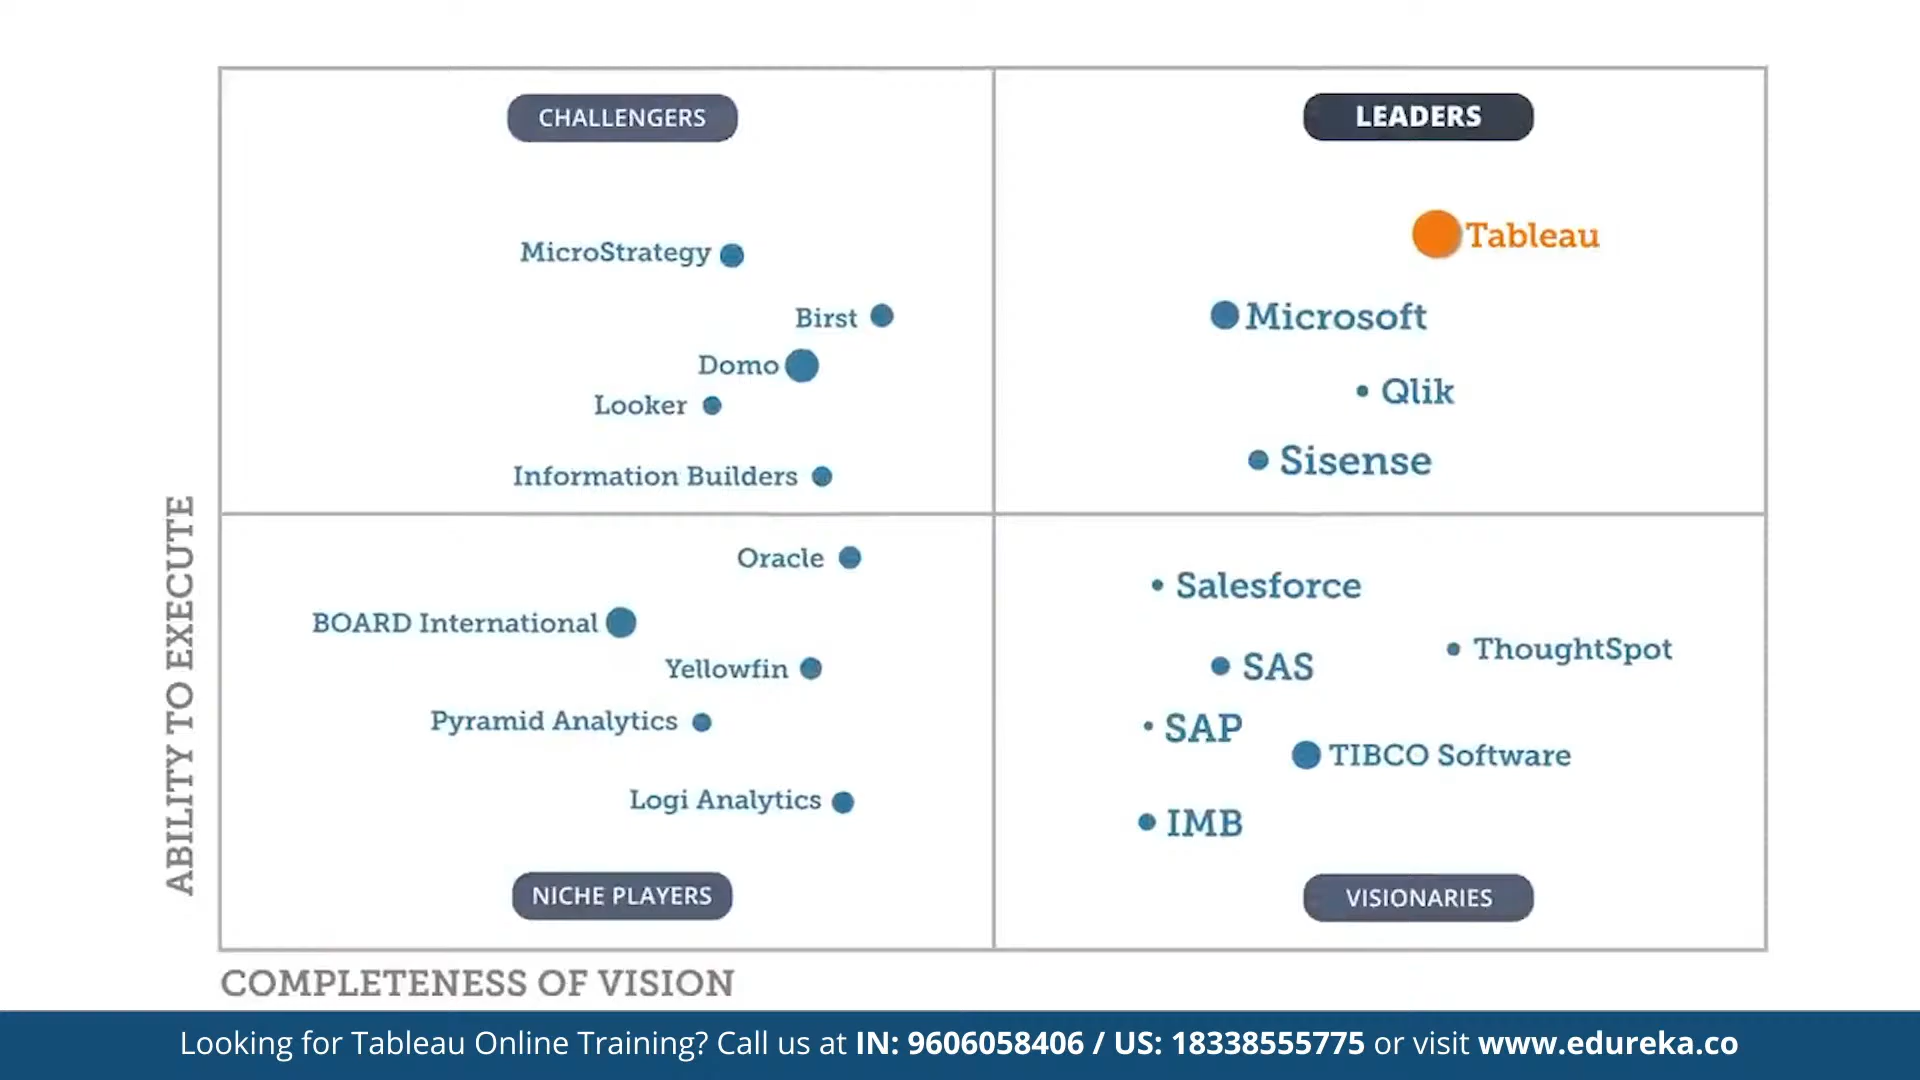 CHALLENGERS
LEADERS
Tableau
MicroStrategy
Birst
Microsoft
Domo
Qlik
Looker
Sisense
Information Builders
Oracle
Salesforce
BOARD International
ThoughtSpot
Yellowfin
SAS
Pyramid Analytics
SAP
TIBCO Software
Logi Analytics
IMB
NICHE PLAYERS
VISIONARIES
ABILITY TO EXECUTE
COMPLETENESS OF VISION
Looking for Tableau Online Training? Call us at IN: 9606058406 / US: 18338555775 or visit www.edureka.co